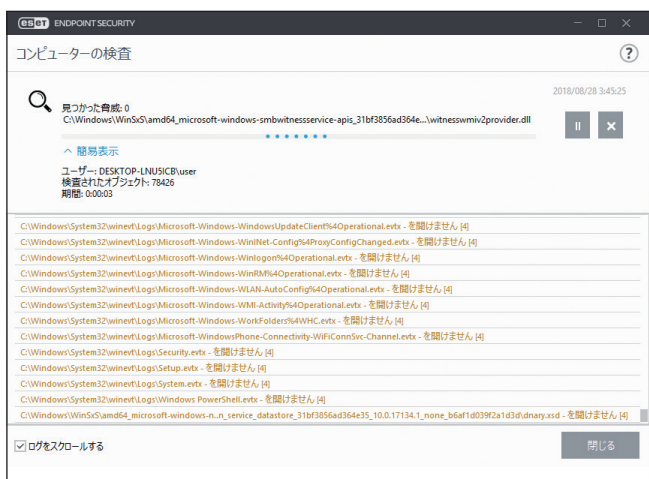 eset ENDPOINT SECURITY
コンピューターの検査
?
2018/08/28 3:45:25
見つかった脅威: 0
C:\Windows\WinSxS\amd64_microsoft-windows-smbwitnessservice-apis_31bf3856ad364e...\witnesswmiv2provider.dll
簡易表示
ユーザー: DESKTOP-LNU5ICB\user
検査されたオブジェクト: 78426
期間: 0:00:03
C:\Windows\System32\winevt\Logs\Microsoft-Windows-WindowsUpdateClient%4Operational.evtx - を開けません [4]
C:\Windows\System32\winevt\Logs\Microsoft-Windows-WinINet-Config%4ProxyConfigChanged.evtx - を開けません [4]
C:\Windows\System32\winevt\Logs\Microsoft-Windows-Winlogon%4Operational.evtx - を開けません [4]
C:\Windows\System32\winevt\Logs\Microsoft-Windows-WinRM%4Operational.evtx - を開けません [4]
C:\Windows\System32\winevt\Logs\Microsoft-Windows-WLAN-AutoConfig%4Operational.evtx - を開けません [4]
C:\Windows\System32\winevt\Logs\Microsoft-Windows-WMI-Activity%4Operational.evtx - を開けません [4]
C:\Windows\System32\winevt\Logs\Microsoft-Windows-WorkFolders%4WHC.evtx - を開けません [4]
C:\Windows\System32\winevt\Logs\Microsoft-WindowsPhone-Connectivity-WiFiConnSvc-Channel.evtx - を開けません [4]
C:\Windows\System32\winevt\Logs\Security.evtx - を開けません [4]
C:\Windows\System32\winevt\Logs\Setup.evtx - を開けません [4]
C:\Windows\System32\winevt\Logs\System.evtx - を開けません [4]
C:\Windows\System32\winevt\Logs\Windows PowerShell.evtx - を開けません [4]
C:\Windows\WinSxS\amd64_microsoft-windows-n..n_service_datastore_31bf3856ad364e35_10.0.17134.1_none_b6af1d039f2a1d3d\dnary.xsd - を開けません [4]
ログをスクロールする
閉じる